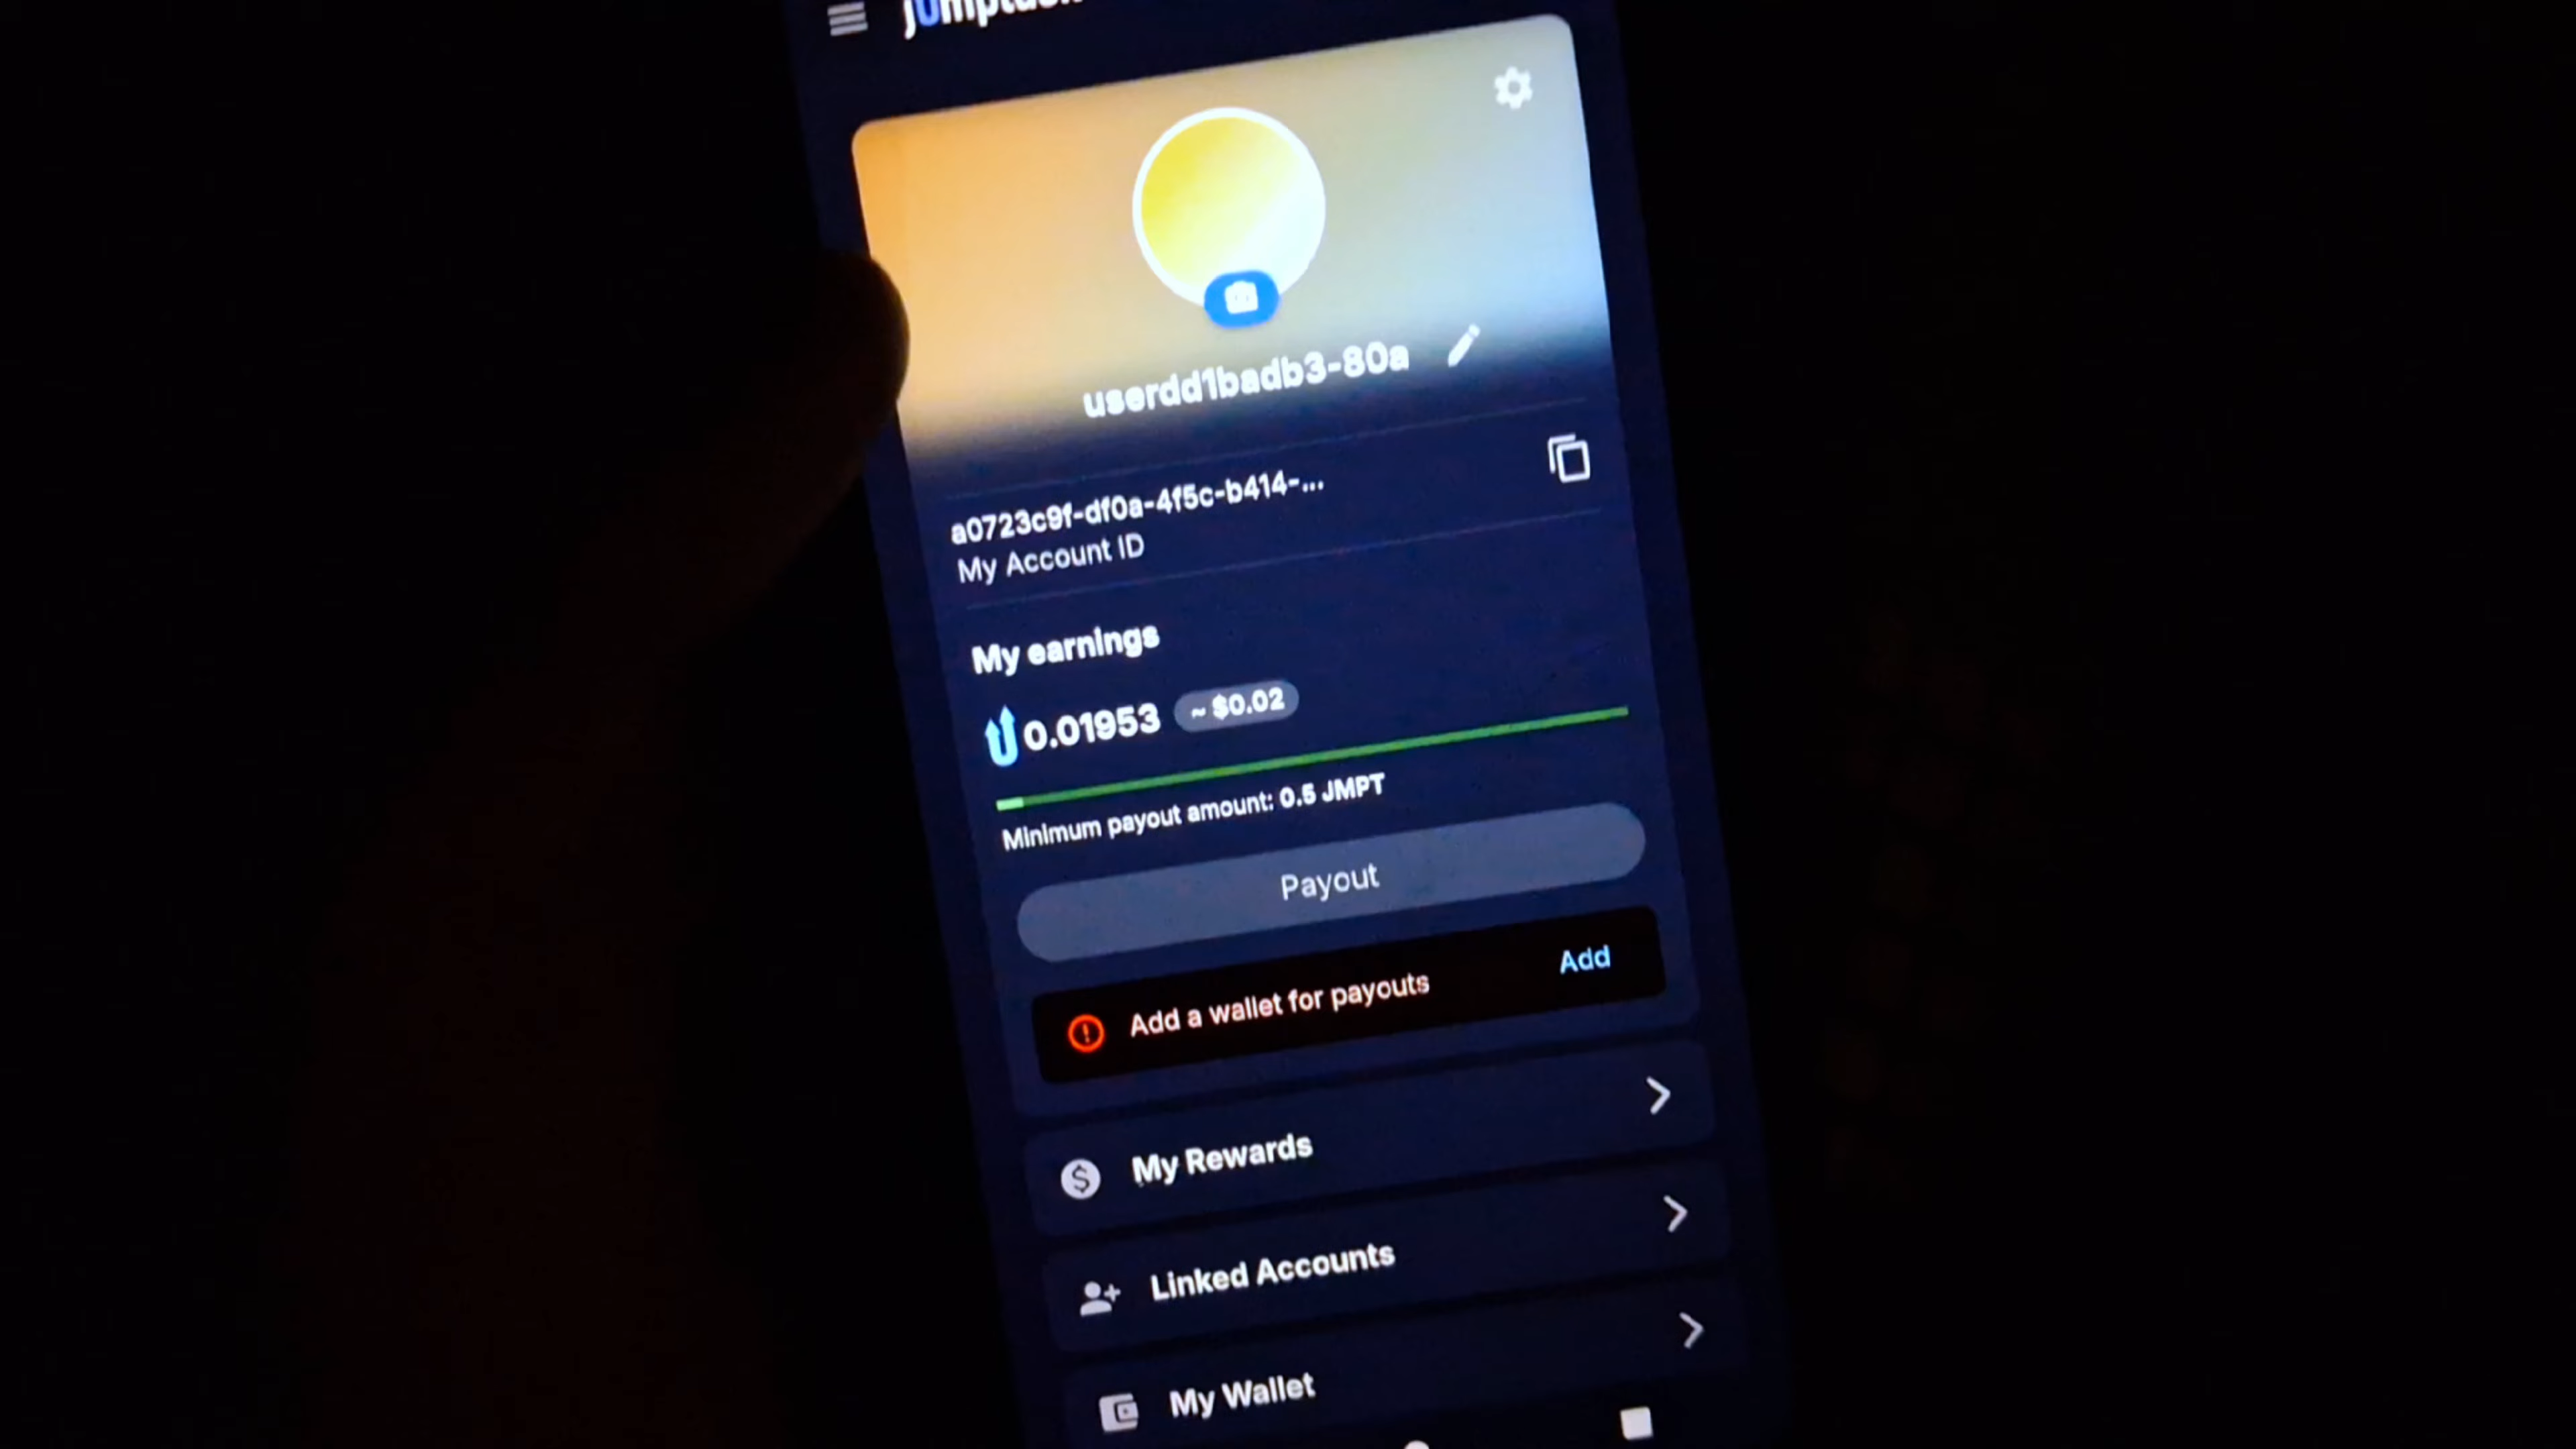 userdd1badb3-80a
a0723c9f-df0a-4f5c-b414-...
My Account ID
My earnings
0.01953 ~ $0.02
Minimum payout amount: 0.5 JMPT
Payout
Add a wallet for payouts Add
My Rewards
Linked Accounts
My Wallet